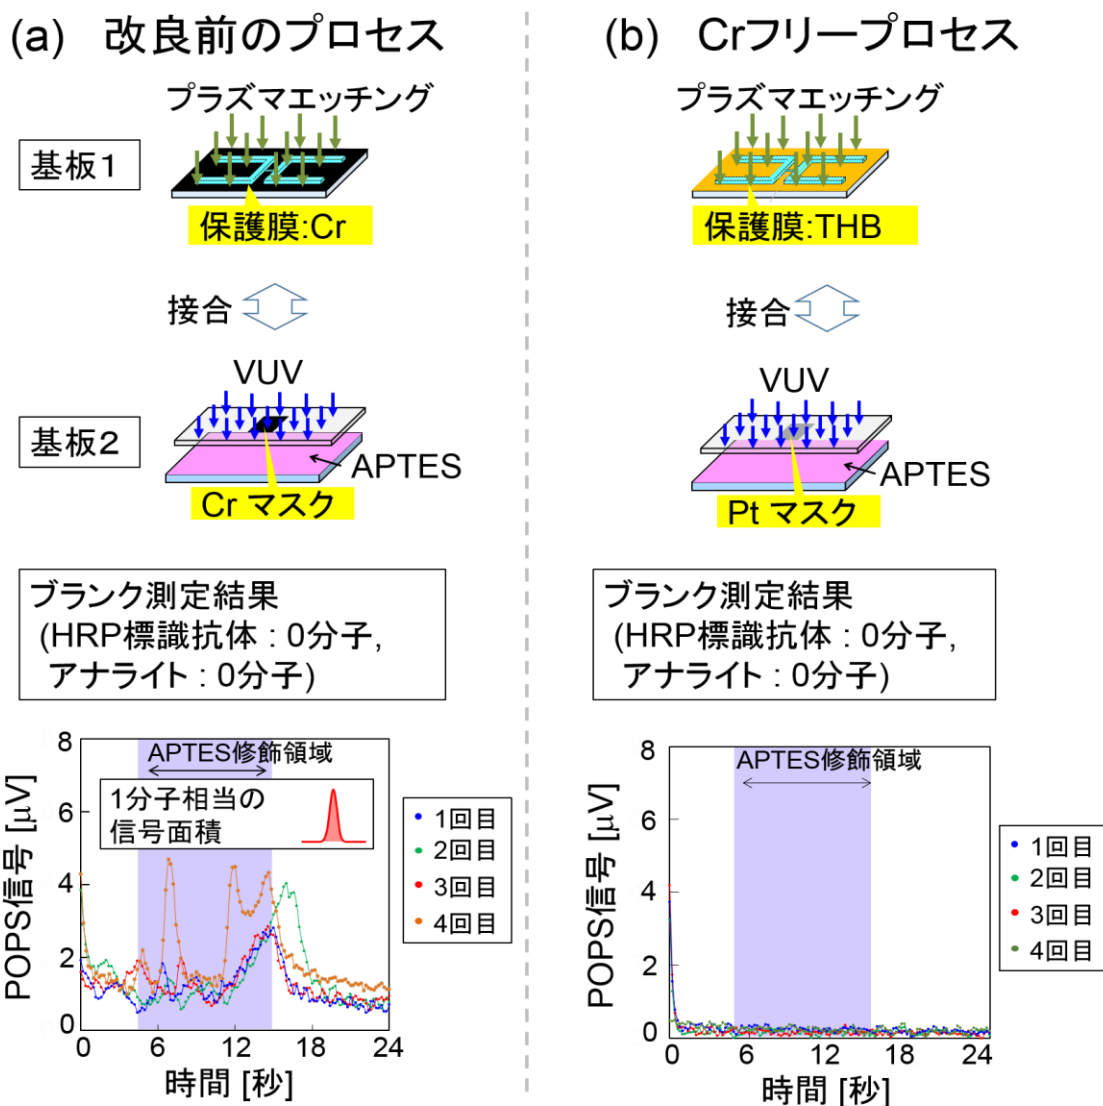 (a) 改良前のプロセス
プラズマエッチング
基板1
保護膜:Cr
接合
VUV
基板2
APTES
Cr マスク
ブランク測定結果
(HRP標識抗体 : 0分子,
アナライト : 0分子)
8
6
4
2
0
POPS信号 [μV]
APTES修飾領域
1分子相当の
信号面積
1回目
2回目
3回目
4回目
0 6 12 18 24
時間 [秒]
(b) Crフリープロセス
プラズマエッチング
保護膜:THB
接合
VUV
APTES
Pt マスク
ブランク測定結果
(HRP標識抗体 : 0分子,
アナライト : 0分子)
8
6
4
2
0
POPS信号 [μV]
APTES修飾領域
1回目
2回目
3回目
4回目
0 6 12 18 24
時間 [秒]